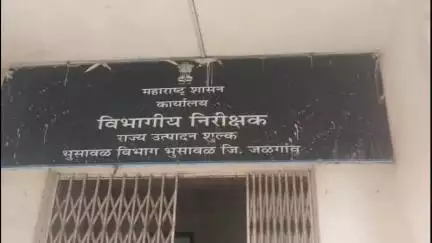 महाराष्ट्र शासन
कार्यालय
विभागीय निरीक्षक
राज्य उत्पादन शुल्क
भुसावळ विभाग भुसावळ जि. जळगांव